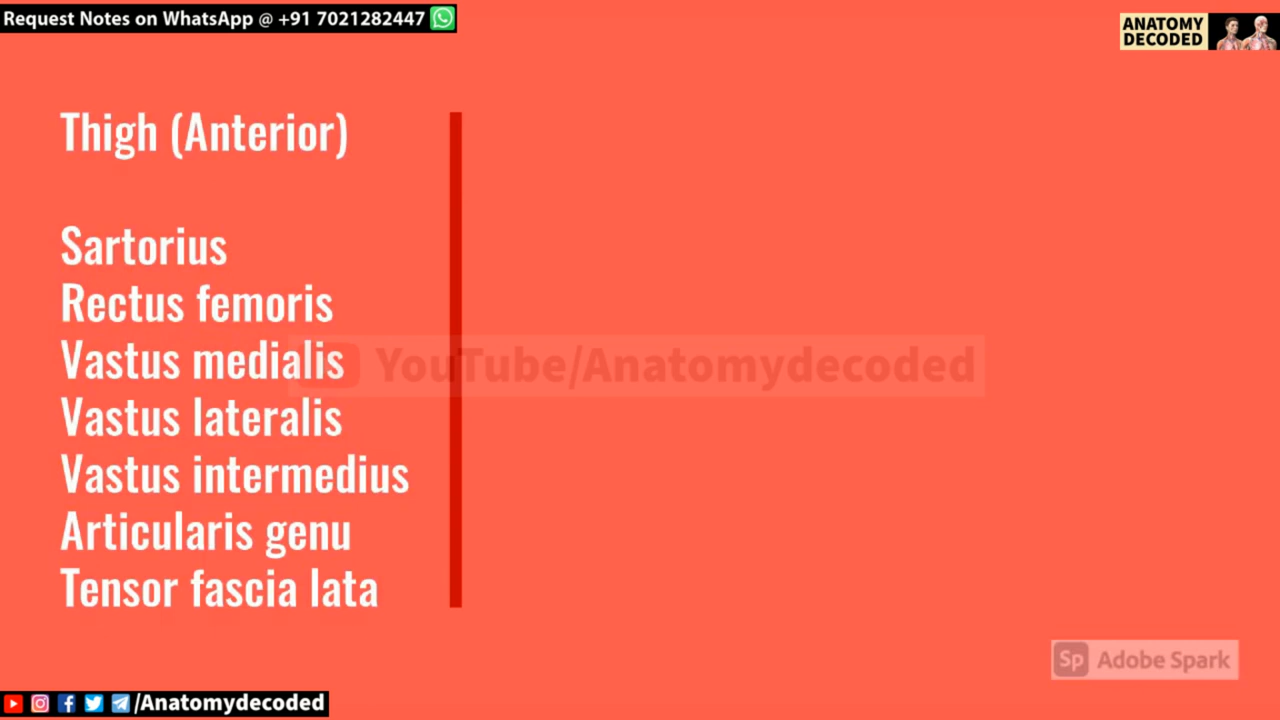 Request Notes on WhatsApp @ +91 7021282447
ANATOMY
DECODED
Thigh (Anterior)
Sartorius
Rectus femoris
Vastus medialis
Vastus lateralis
Vastus intermedius
Articularis genu
Tensor fascia lata
YouTube/Anatomydecoded
Sp Adobe Spark
/Anatomydecoded